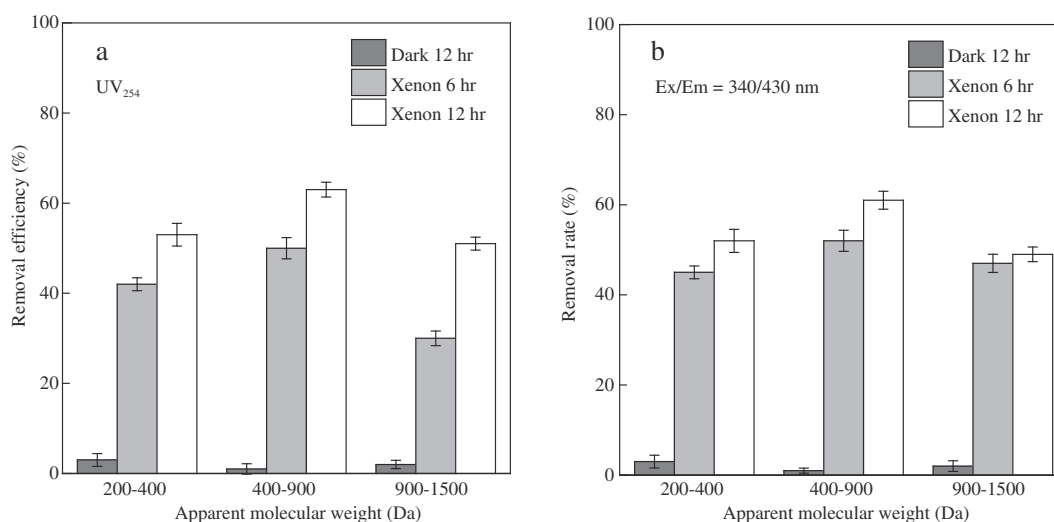 100
80
60
40
20
0
Removal efficiency (%)
a
UV254
Dark 12 hr
Xenon 6 hr
Xenon 12 hr
200-400 400-900 900-1500
Apparent molecular weight (Da)
100
80
60
40
20
0
Removal rate (%)
b
Ex/Em = 340/430 nm
Dark 12 hr
Xenon 6 hr
Xenon 12 hr
200-400 400-900 900-1500
Apparent molecular weight (Da)